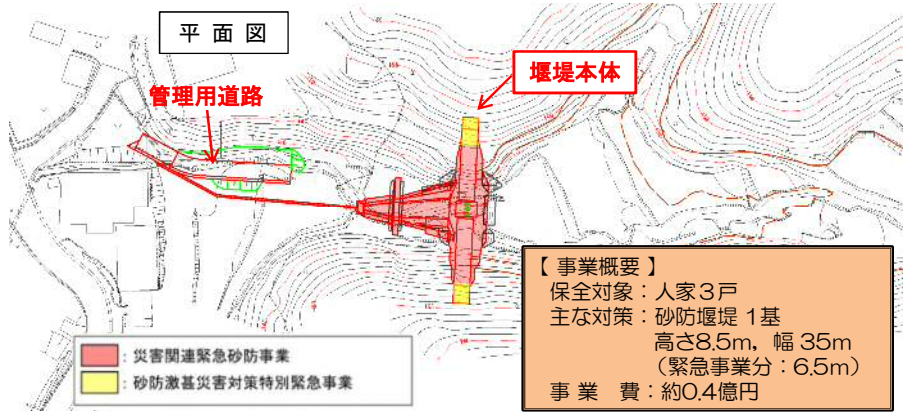 平 面 図
堰堤本体
管理用道路
【 事業概要 】
保全対象：人家３戸
主な対策：砂防堰堤 1基
高さ8.5m，幅 35m
（緊急事業分：6.5m）
事 業 費：約0.4億円
：災害関連緊急砂防事業
：砂防激甚災害対策特別緊急事業